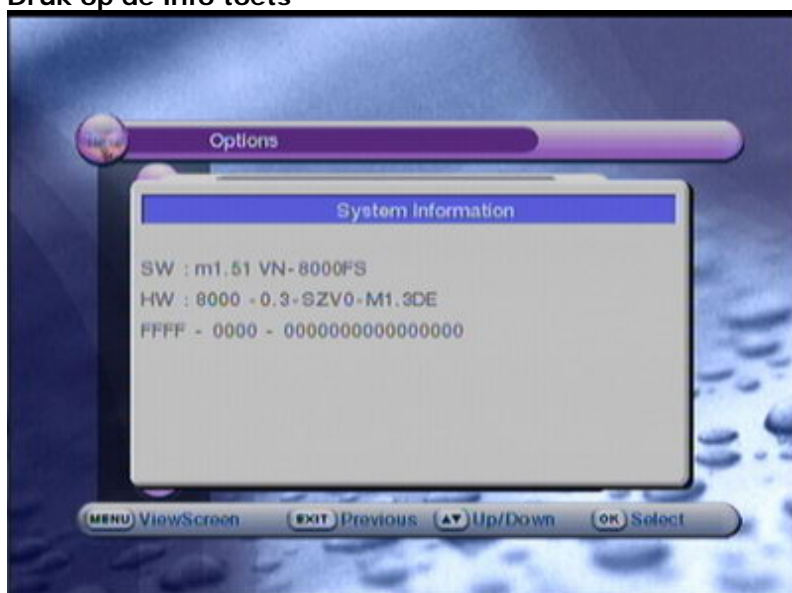 Druk op de info toets
Options
System Information
SW : m1.51 VN-8000FS
HW : 8000 -0.3-SZV0-M1.3DE
FFFF - 0000 - 0000000000000000
MENU ViewScreen EXIT Previous ▲▼ Up/Down OK Select